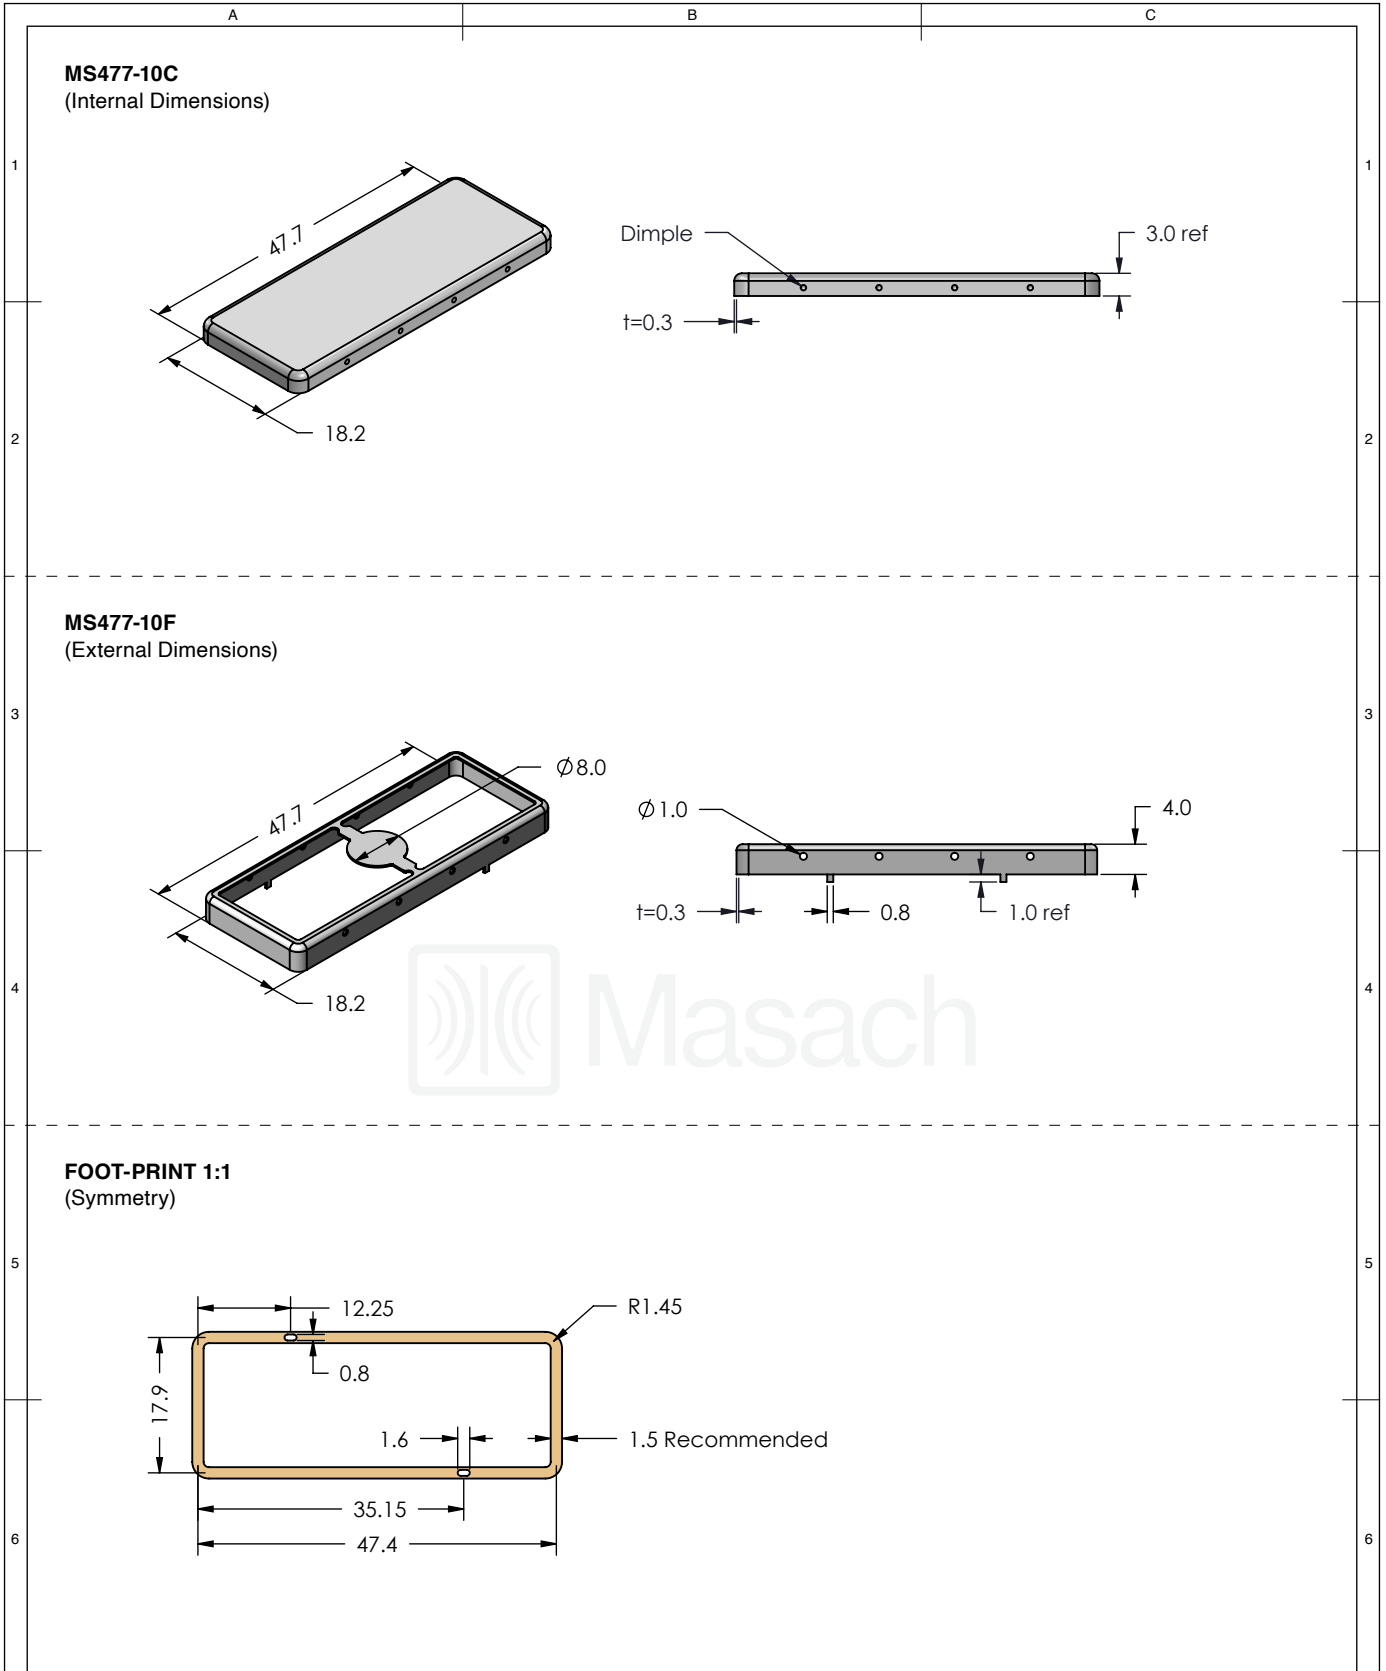 A B C
MS477-10C
(Internal Dimensions)
1 1
47.7
18.2
Dimple
3.0 ref
t=0.3
2 2
MS477-10F
(External Dimensions)
3 3
47.7
Ø8.0
18.2
Ø1.0
4.0
t=0.3
0.8
1.0 ref
Masach
4 4
FOOT-PRINT 1:1
(Symmetry)
5 5
12.25
R1.45
0.8
17.9
1.6
1.5 Recommended
35.15
47.4
6 6